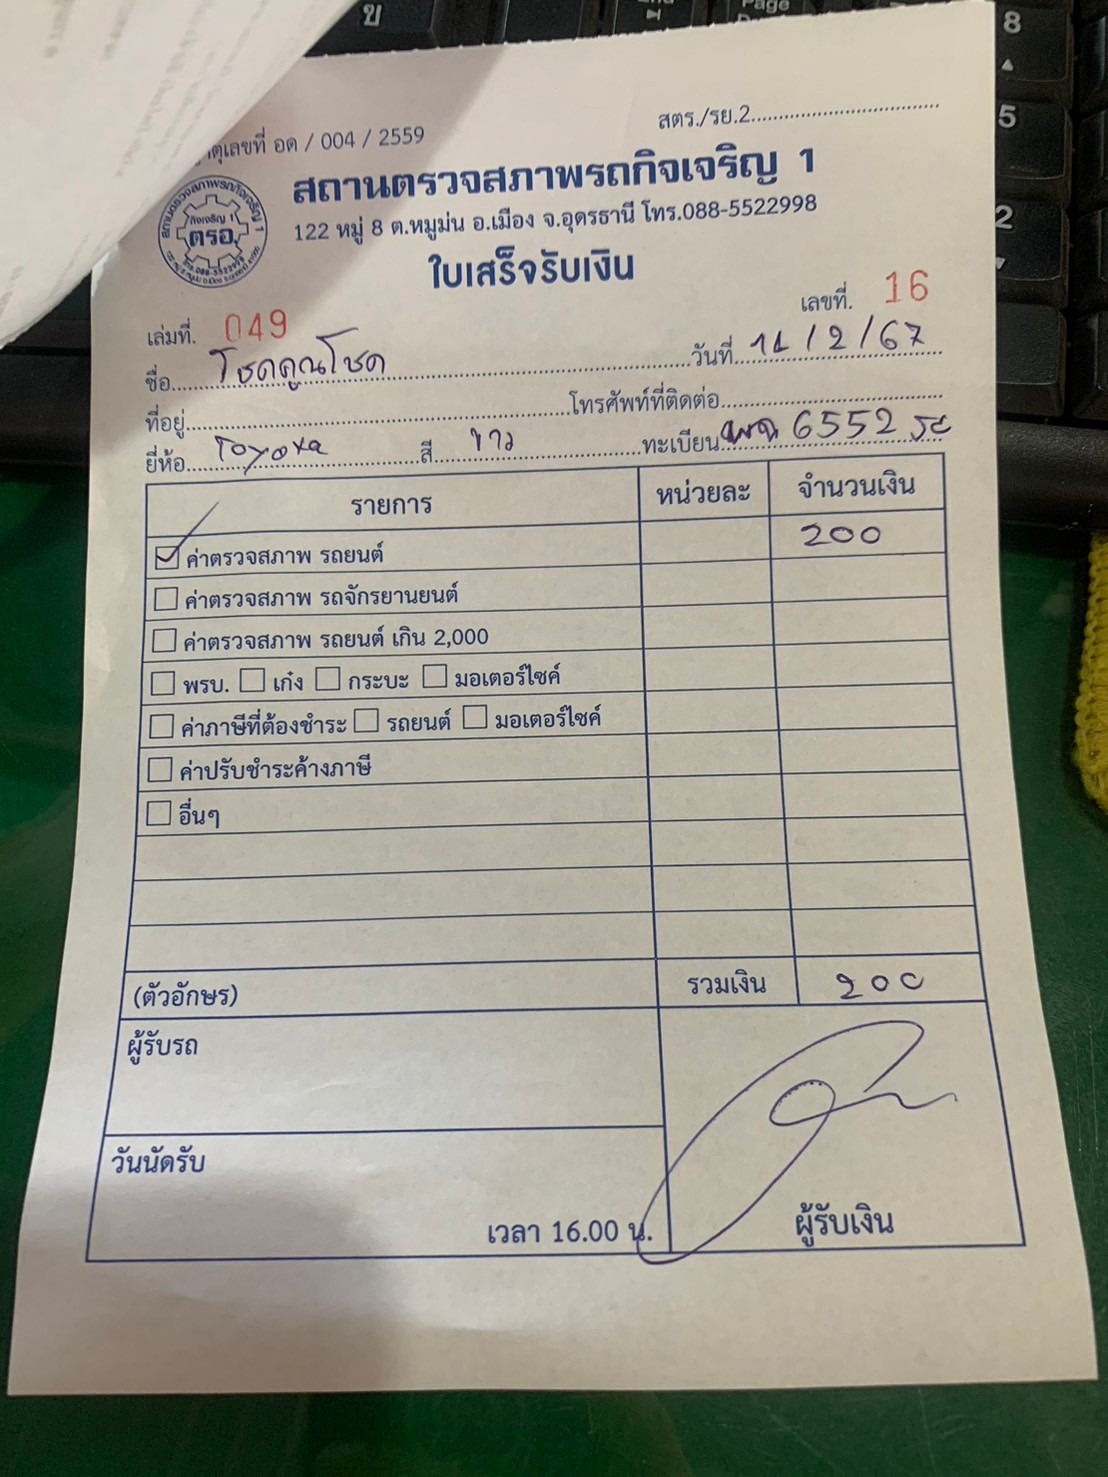 ข
Page
8
5
2
สตร./รย.2
ญาตุเลขที่ อด / 004 / 2559
สถานตรวจสภาพรถกิจเจริญ 1
กิจเจริญ 1
ตรอ.
122 หมู่ 8 ต.หมูม่น อ.เมือง จ.อุดรธานี โทร.088-5522998
ใบเสร็จรับเงิน
เล่มที่. 049 เลขที่. 16
ชื่อ โชคคูณโชค วันที่ 14/2/67
ที่อยู่ โทรศัพท์ที่ติดต่อ
ยี่ห้อ Toyota สี ขาว ทะเบียน 6552
รายการ หน่วยละ จำนวนเงิน
ค่าตรวจสภาพ รถยนต์ 200
ค่าตรวจสภาพ รถจักรยานยนต์
ค่าตรวจสภาพ รถยนต์ เกิน 2,000
พรบ. เก๋ง กระบะ มอเตอร์ไซค์
ค่าภาษีที่ต้องชำระ รถยนต์ มอเตอร์ไซค์
ค่าปรับชำระค้างภาษี
อื่นๆ
(ตัวอักษร) รวมเงิน 200
ผู้รับรถ
วันนัดรับ
เวลา 16.00 น. ผู้รับเงิน